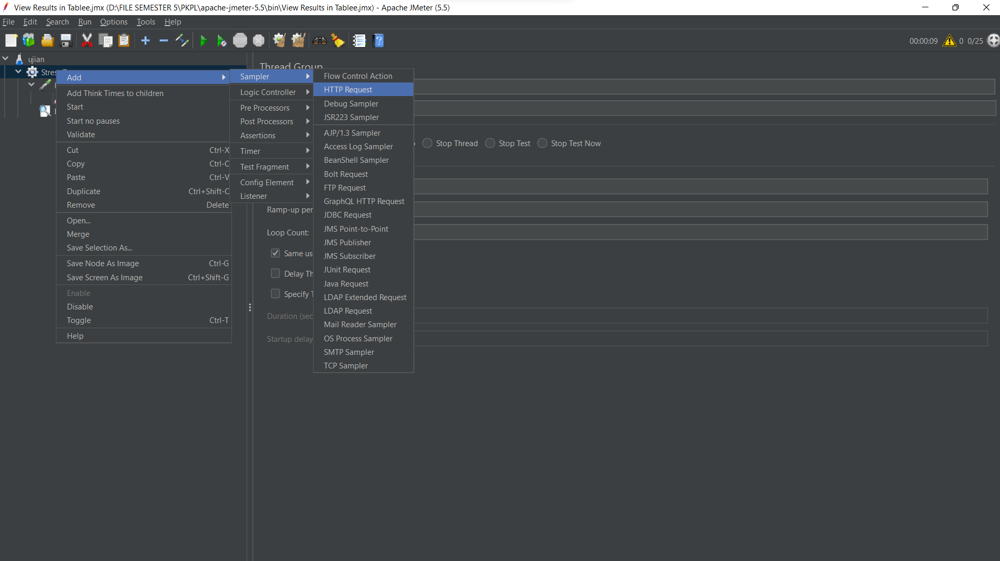 View Results in Tablee.jmx (D:\FILE SEMESTER 5\PKPL\apache-jmeter-5.5\bin\View Results in Tablee.jmx) - Apache JMeter (5.5)
File Edit Search Run Options Tools Help
STOP
00:00:09 0 0/25
ujian
Thread Group
Add
Add Think Times to children
Start
Start no pauses
Validate
Cut Ctrl-X
Copy Ctrl-C
Paste Ctrl-V
Duplicate Ctrl+Shift-C
Remove Delete
Open...
Merge
Save Selection As...
Save Node As Image Ctrl-G
Save Screen As Image Ctrl+Shift-G
Enable
Disable
Toggle Ctrl-T
Help
Sampler
Logic Controller
Pre Processors
Post Processors
Assertions
Timer
Test Fragment
Config Element
Listener
Flow Control Action
HTTP Request
Debug Sampler
JSR223 Sampler
AJP/1.3 Sampler
Access Log Sampler
BeanShell Sampler
Bolt Request
FTP Request
GraphQL HTTP Request
JDBC Request
JMS Point-to-Point
JMS Publisher
JMS Subscriber
JUnit Request
Java Request
LDAP Extended Request
LDAP Request
Mail Reader Sampler
OS Process Sampler
SMTP Sampler
TCP Sampler
Stop Thread Stop Test Stop Test Now
Ramp-up per
Loop Count:
Same us
Delay Th
Specify
Duration (sec
Startup delay